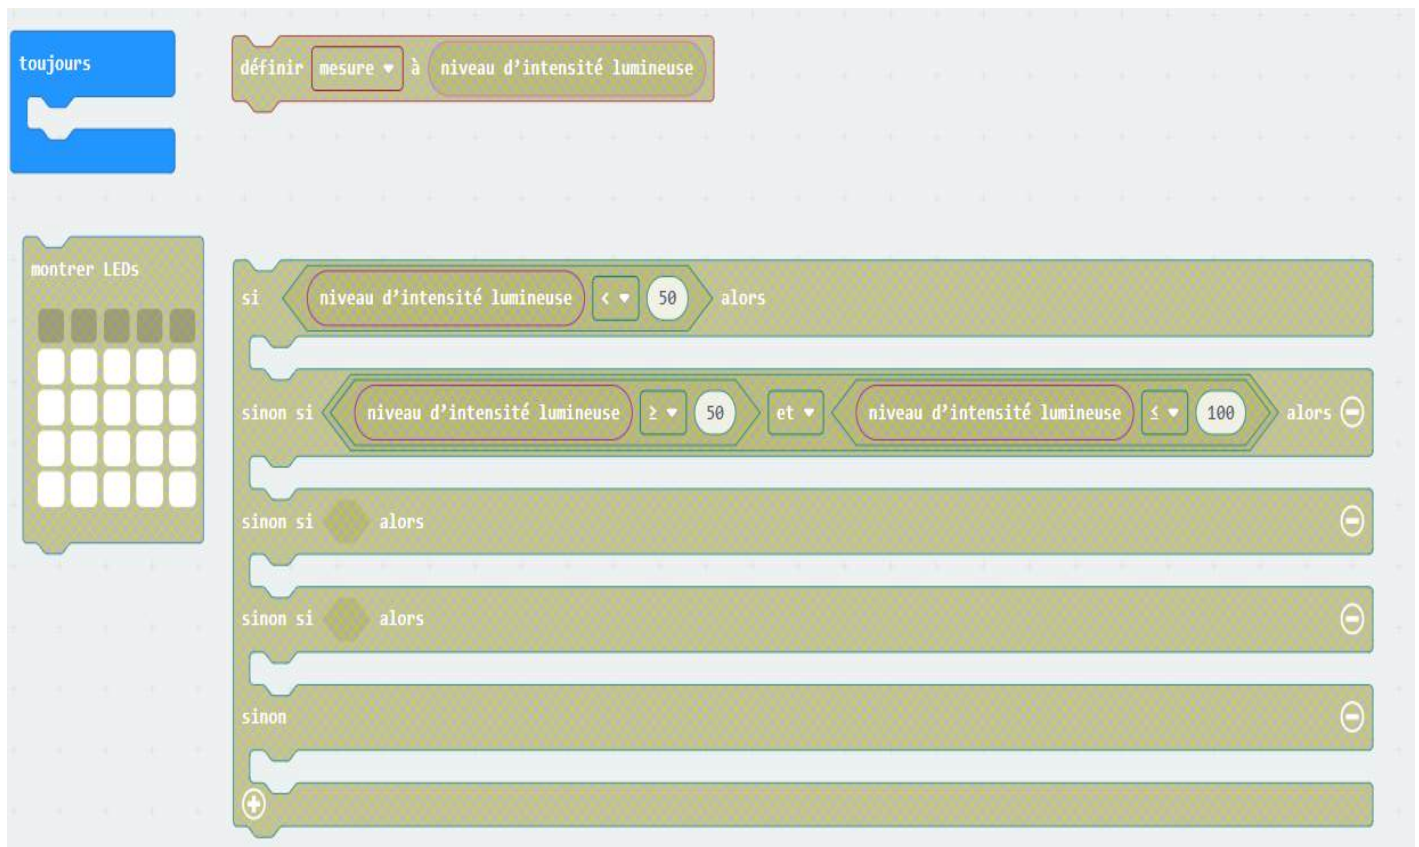 toujours
définir mesure à niveau d'intensité lumineuse
montrer LEDs
si niveau d'intensité lumineuse < 50 alors
sinon si niveau d'intensité lumineuse ≥ 50 et niveau d'intensité lumineuse ≤ 100 alors
sinon si alors
sinon si alors
sinon